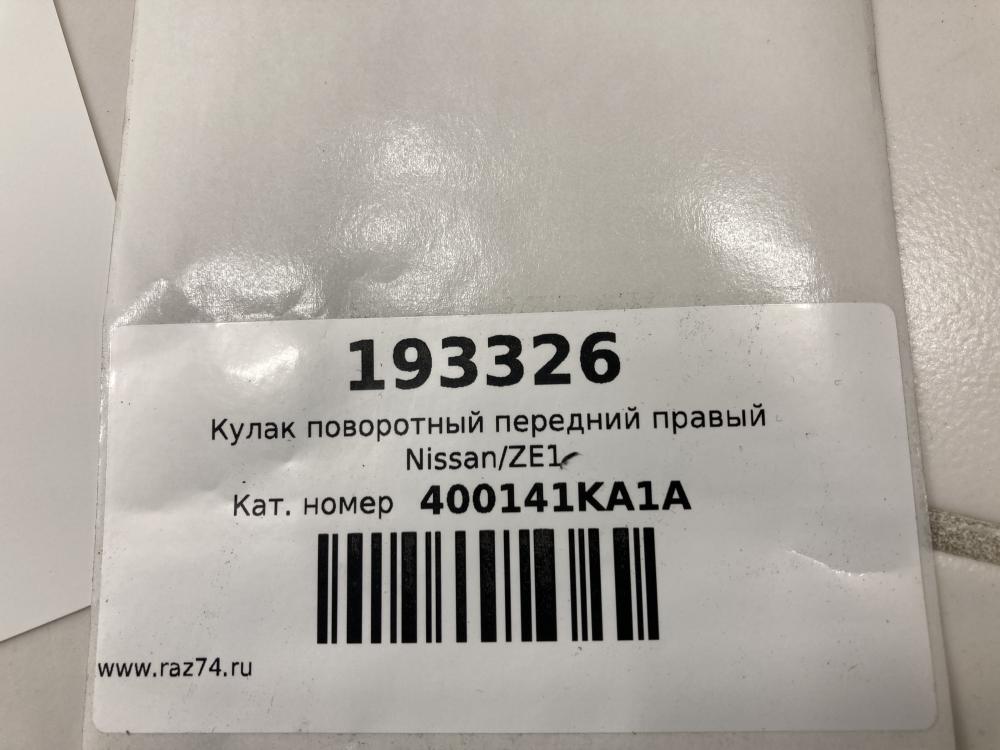 193326
Кулак поворотный передний правый
Nissan/ZE1
Кат. номер 400141KA1A
www.raz74.ru